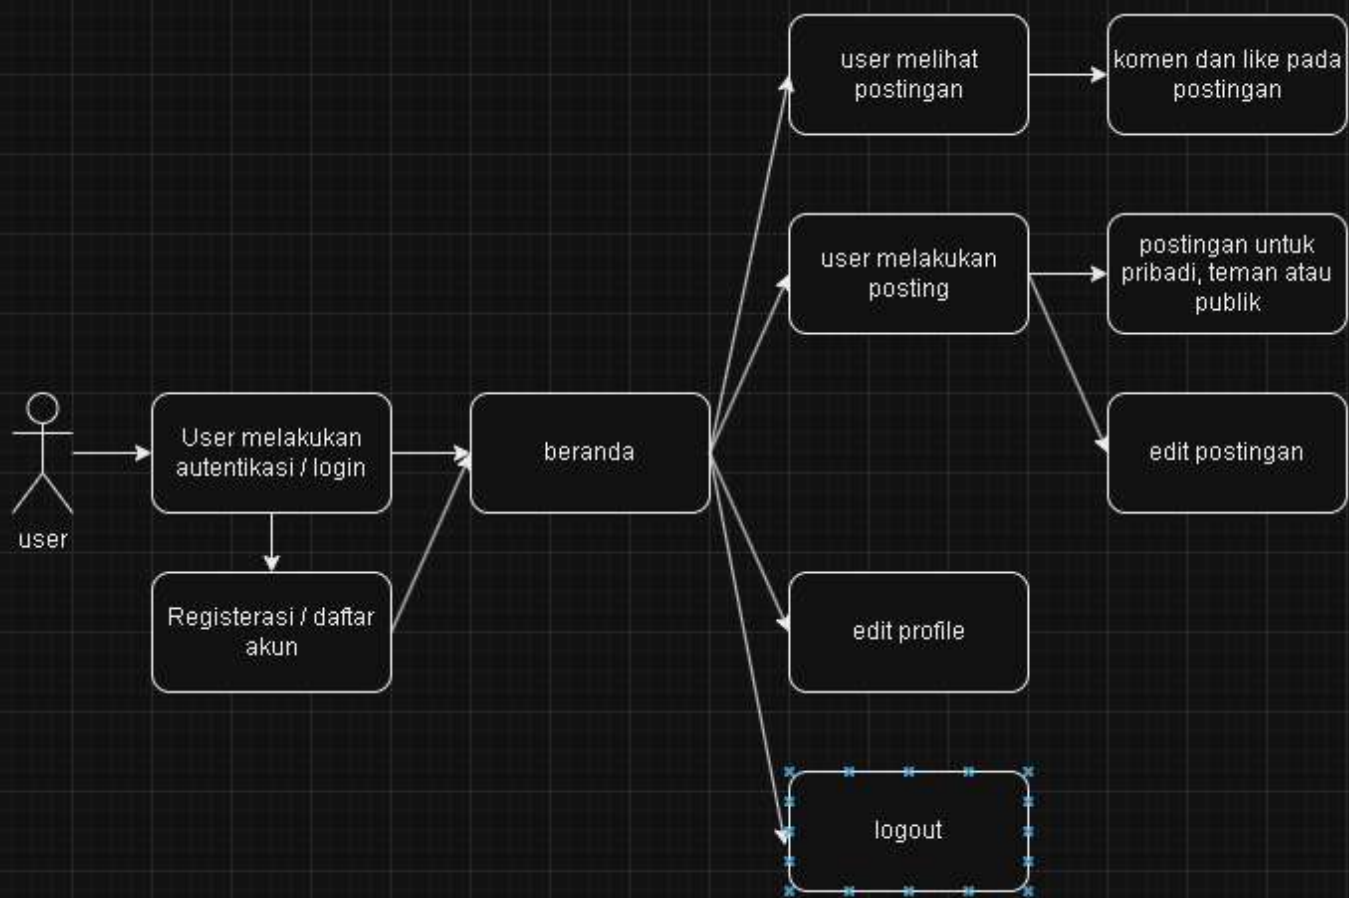 user melihat
postingan
komen dan like pada
postingan
user melakukan
posting
postingan untuk
pribadi, teman atau
publik
User melakukan
autentikasi / login
beranda
edit postingan
user
Registerasi / daftar
akun
edit profile
logout